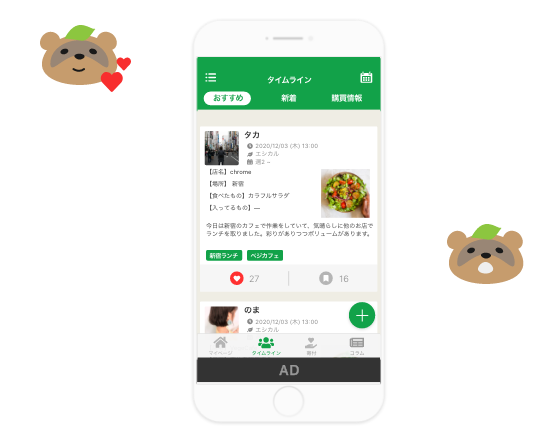 タイムライン
おすすめ 新着 購買情報
タカ
2020/12/03 (木) 13:00
エシカル
週2～
【店名】chrome
【場所】 新宿
【食べたもの】カラフルサラダ
【入ってるもの】—
今日は新宿のカフェで作業をしていて、気晴らしに他のお店で
ランチを取りました。彩りがありつつボリュームがあります。
新宿ランチ ベジカフェ
27 16
のま
2020/12/03 (木) 13:00
エシカル
マイページ タイムライン 寄付 コラム
AD